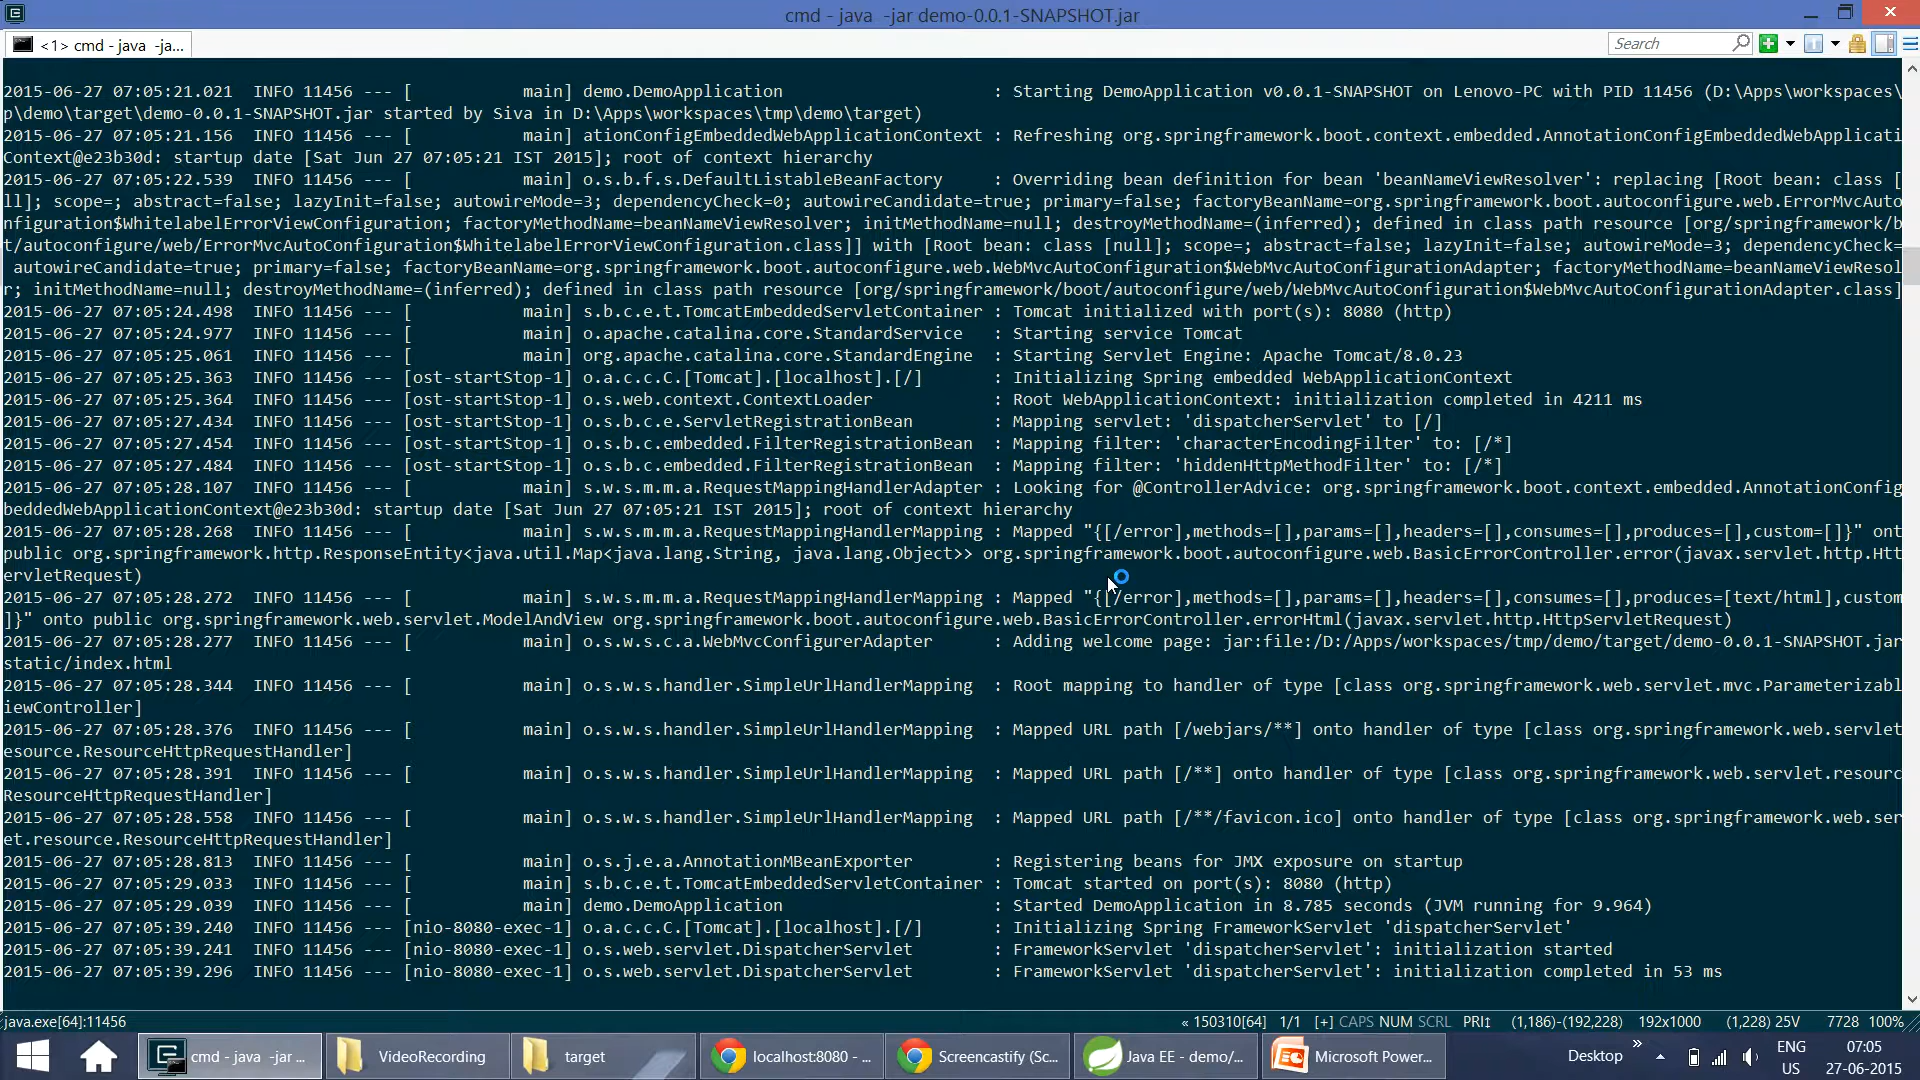 cmd - java  -jar demo-0.0.1-SNAPSHOT.jar
<1> cmd - java  -ja...
Search
2015-06-27 07:05:21.021  INFO 11456 --- [           main] demo.DemoApplication                     : Starting DemoApplication v0.0.1-SNAPSHOT on Lenovo-PC with PID 11456 (D:\Apps\workspaces\
p\demo\target\demo-0.0.1-SNAPSHOT.jar started by Siva in D:\Apps\workspaces\tmp\demo\target)
2015-06-27 07:05:21.156  INFO 11456 --- [           main] ationConfigEmbeddedWebApplicationContext : Refreshing org.springframework.boot.context.embedded.AnnotationConfigEmbeddedWebApplicati
Context@e23b30d: startup date [Sat Jun 27 07:05:21 IST 2015]; root of context hierarchy
2015-06-27 07:05:22.539  INFO 11456 --- [           main] o.s.b.f.s.DefaultListableBeanFactory     : Overriding bean definition for bean 'beanNameViewResolver': replacing [Root bean: class [
ll]; scope=; abstract=false; lazyInit=false; autowireMode=3; dependencyCheck=0; autowireCandidate=true; primary=false; factoryBeanName=org.springframework.boot.autoconfigure.web.ErrorMvcAuto
nfiguration$WhitelabelErrorViewConfiguration; factoryMethodName=beanNameViewResolver; initMethodName=null; destroyMethodName=(inferred); defined in class path resource [org/springframework/b
t/autoconfigure/web/ErrorMvcAutoConfiguration$WhitelabelErrorViewConfiguration.class]] with [Root bean: class [null]; scope=; abstract=false; lazyInit=false; autowireMode=3; dependencyCheck=
 autowireCandidate=true; primary=false; factoryBeanName=org.springframework.boot.autoconfigure.web.WebMvcAutoConfiguration$WebMvcAutoConfigurationAdapter; factoryMethodName=beanNameViewResol
r; initMethodName=null; destroyMethodName=(inferred); defined in class path resource [org/springframework/boot/autoconfigure/web/WebMvcAutoConfiguration$WebMvcAutoConfigurationAdapter.class]
2015-06-27 07:05:24.498  INFO 11456 --- [           main] s.b.c.e.t.TomcatEmbeddedServletContainer : Tomcat initialized with port(s): 8080 (http)
2015-06-27 07:05:24.977  INFO 11456 --- [           main] o.apache.catalina.core.StandardService   : Starting service Tomcat
2015-06-27 07:05:25.061  INFO 11456 --- [           main] org.apache.catalina.core.StandardEngine  : Starting Servlet Engine: Apache Tomcat/8.0.23
2015-06-27 07:05:25.363  INFO 11456 --- [ost-startStop-1] o.a.c.c.C.[Tomcat].[localhost].[/]       : Initializing Spring embedded WebApplicationContext
2015-06-27 07:05:25.364  INFO 11456 --- [ost-startStop-1] o.s.web.context.ContextLoader            : Root WebApplicationContext: initialization completed in 4211 ms
2015-06-27 07:05:27.434  INFO 11456 --- [ost-startStop-1] o.s.b.c.e.ServletRegistrationBean        : Mapping servlet: 'dispatcherServlet' to [/]
2015-06-27 07:05:27.454  INFO 11456 --- [ost-startStop-1] o.s.b.c.embedded.FilterRegistrationBean  : Mapping filter: 'characterEncodingFilter' to: [/*]
2015-06-27 07:05:27.484  INFO 11456 --- [ost-startStop-1] o.s.b.c.embedded.FilterRegistrationBean  : Mapping filter: 'hiddenHttpMethodFilter' to: [/*]
2015-06-27 07:05:28.107  INFO 11456 --- [           main] s.w.s.m.m.a.RequestMappingHandlerAdapter : Looking for @ControllerAdvice: org.springframework.boot.context.embedded.AnnotationConfig
beddedWebApplicationContext@e23b30d: startup date [Sat Jun 27 07:05:21 IST 2015]; root of context hierarchy
2015-06-27 07:05:28.268  INFO 11456 --- [           main] s.w.s.m.m.a.RequestMappingHandlerMapping : Mapped "{[/error],methods=[],params=[],headers=[],consumes=[],produces=[],custom=[]}" ont
public org.springframework.http.ResponseEntity<java.util.Map<java.lang.String, java.lang.Object>> org.springframework.boot.autoconfigure.web.BasicErrorController.error(javax.servlet.http.Htt
ervletRequest)
2015-06-27 07:05:28.272  INFO 11456 --- [           main] s.w.s.m.m.a.RequestMappingHandlerMapping : Mapped "{[/error],methods=[],params=[],headers=[],consumes=[],produces=[text/html],custom
]}" onto public org.springframework.web.servlet.ModelAndView org.springframework.boot.autoconfigure.web.BasicErrorController.errorHtml(javax.servlet.http.HttpServletRequest)
2015-06-27 07:05:28.277  INFO 11456 --- [           main] o.s.w.s.c.a.WebMvcConfigurerAdapter      : Adding welcome page: jar:file:/D:/Apps/workspaces/tmp/demo/target/demo-0.0.1-SNAPSHOT.jar
static/index.html
2015-06-27 07:05:28.344  INFO 11456 --- [           main] o.s.w.s.handler.SimpleUrlHandlerMapping  : Root mapping to handler of type [class org.springframework.web.servlet.mvc.Parameterizabl
iewController]
2015-06-27 07:05:28.376  INFO 11456 --- [           main] o.s.w.s.handler.SimpleUrlHandlerMapping  : Mapped URL path [/webjars/**] onto handler of type [class org.springframework.web.servlet
esource.ResourceHttpRequestHandler]
2015-06-27 07:05:28.391  INFO 11456 --- [           main] o.s.w.s.handler.SimpleUrlHandlerMapping  : Mapped URL path [/**] onto handler of type [class org.springframework.web.servlet.resourc
ResourceHttpRequestHandler]
2015-06-27 07:05:28.558  INFO 11456 --- [           main] o.s.w.s.handler.SimpleUrlHandlerMapping  : Mapped URL path [/**/favicon.ico] onto handler of type [class org.springframework.web.ser
et.resource.ResourceHttpRequestHandler]
2015-06-27 07:05:28.813  INFO 11456 --- [           main] o.s.j.e.a.AnnotationMBeanExporter        : Registering beans for JMX exposure on startup
2015-06-27 07:05:29.033  INFO 11456 --- [           main] s.b.c.e.t.TomcatEmbeddedServletContainer : Tomcat started on port(s): 8080 (http)
2015-06-27 07:05:29.039  INFO 11456 --- [           main] demo.DemoApplication                     : Started DemoApplication in 8.785 seconds (JVM running for 9.964)
2015-06-27 07:05:39.240  INFO 11456 --- [nio-8080-exec-1] o.a.c.c.C.[Tomcat].[localhost].[/]       : Initializing Spring FrameworkServlet 'dispatcherServlet'
2015-06-27 07:05:39.241  INFO 11456 --- [nio-8080-exec-1] o.s.web.servlet.DispatcherServlet        : FrameworkServlet 'dispatcherServlet': initialization started
2015-06-27 07:05:39.296  INFO 11456 --- [nio-8080-exec-1] o.s.web.servlet.DispatcherServlet        : FrameworkServlet 'dispatcherServlet': initialization completed in 53 ms
java.exe[64]:11456 « 150310[64] 1/1 [+] CAPS NUM SCRL PRI↕ (1,186)-(192,228) 192x1000 (1,228) 25V 7728 100%
cmd - java  -jar ... VideoRecording target localhost:8080 - ... Screencastify (Sc... Java EE - demo/... Microsoft Power... Desktop » ENG 07:05
US 27-06-2015